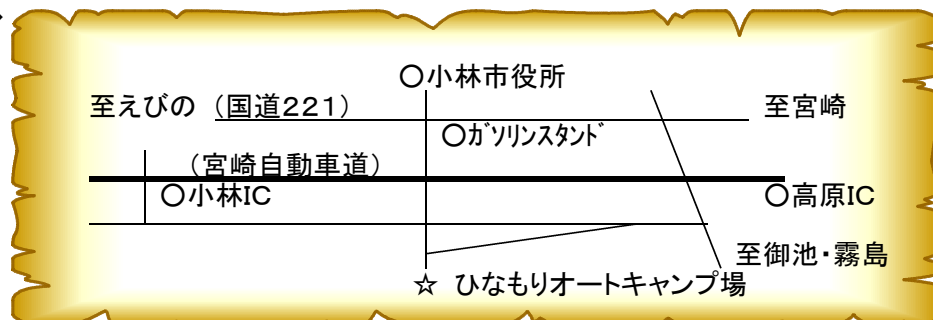 ○小林市役所
至えびの (国道221) 至宮崎
○ｶﾞｿﾘﾝｽﾀﾝﾄﾞ
(宮崎自動車道)
○小林IC ○高原IC
至御池・霧島
☆ ひなもりオートキャンプ場